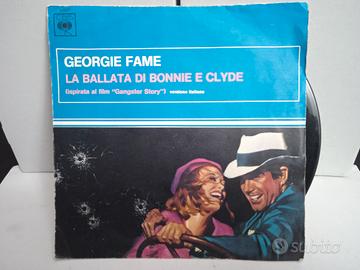 CBS
GEORGIE FAME
LA BALLATA DI BONNIE E CLYDE
(ispirata al film "Gangster Story") versione italiana
subito